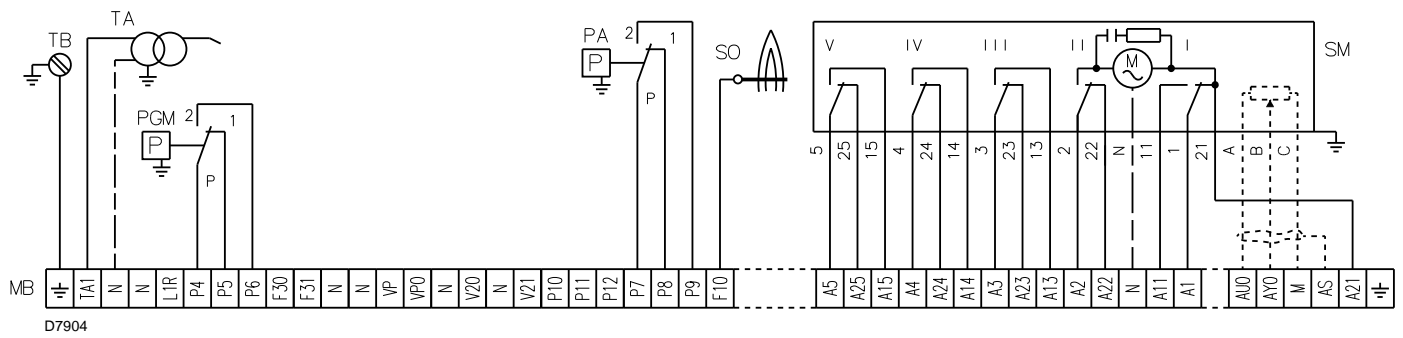 TA
TB
PGM 2 1
P
P
PA 2 1
P
P
SO
V IV III II I
M
SM
5 25 15 4 24 14 3 23 13 2 22 N 11 1 21 A B C
MB TA1 N N L1R P4 P5 P6 F30 F31 N N VP VPO N V20 N V21 P10 P11 P12 P7 P8 P9 F10 A5 A25 A15 A4 A24 A14 A3 A23 A13 A2 A22 N A11 A1 AUO AYO M AS A21
D7904